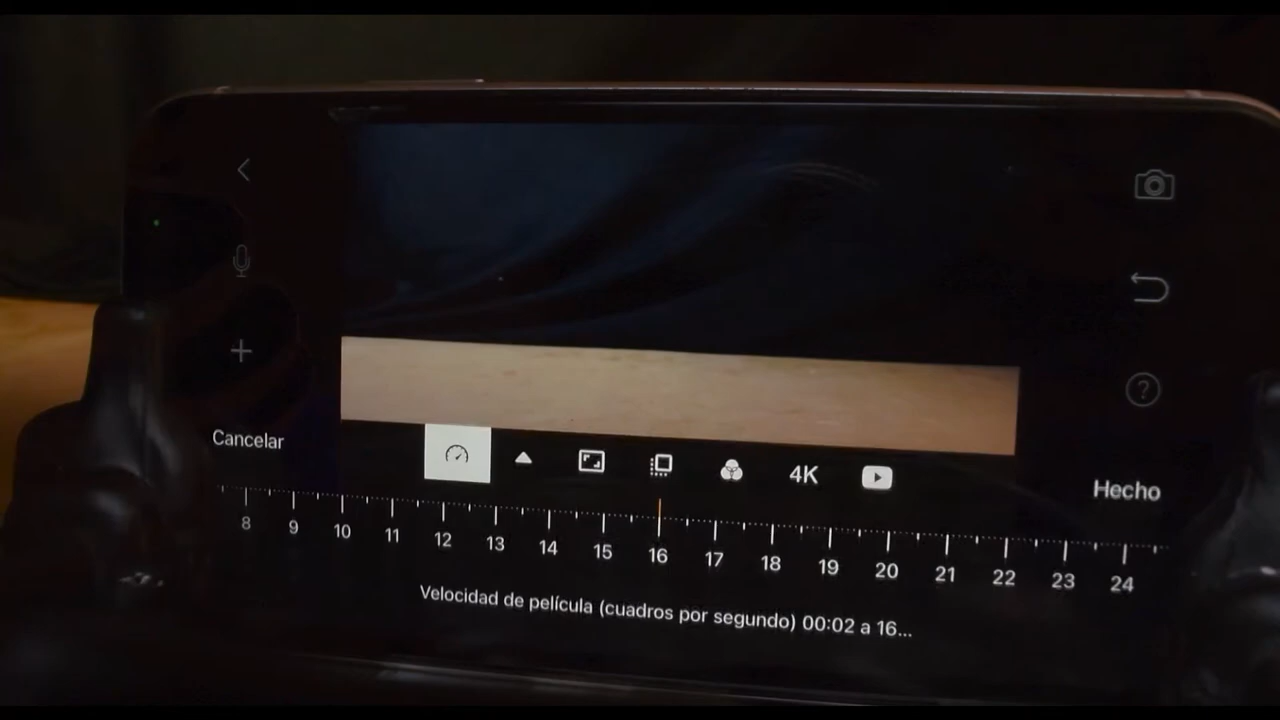 Cancelar
4K
Hecho
8 9 10 11 12 13 14 15 16 17 18 19 20 21 22 23 24
Velocidad de película (cuadros por segundo) 00:02 a 16...